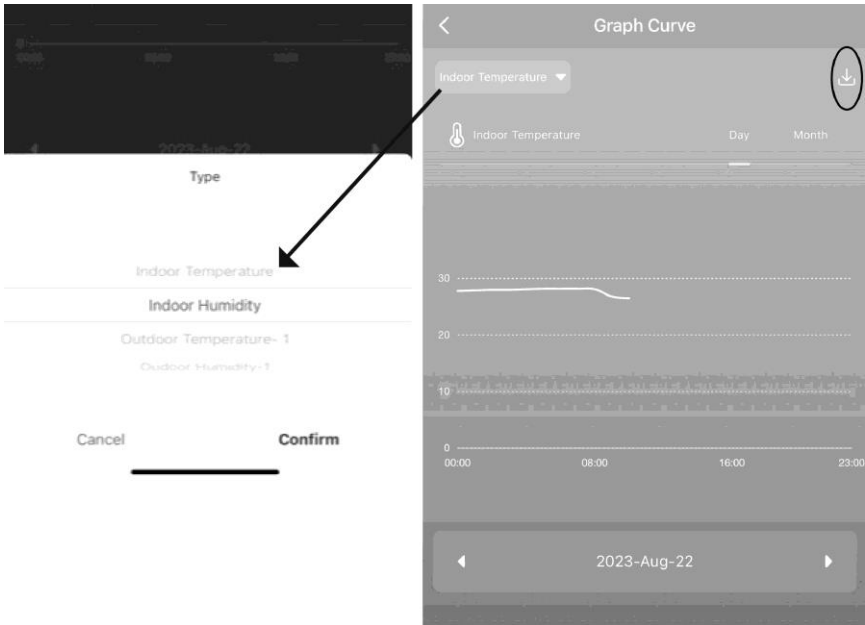 2023-Aug-22
Type
Indoor Temperature
Indoor Humidity
Outdoor Temperature- 1
Oudoor Humidity-1
Cancel
Confirm
Graph Curve
Indoor Temperature
Indoor Temperature
Day
Month
30
20
10
0
00:00
08:00
16:00
23:00
2023-Aug-22